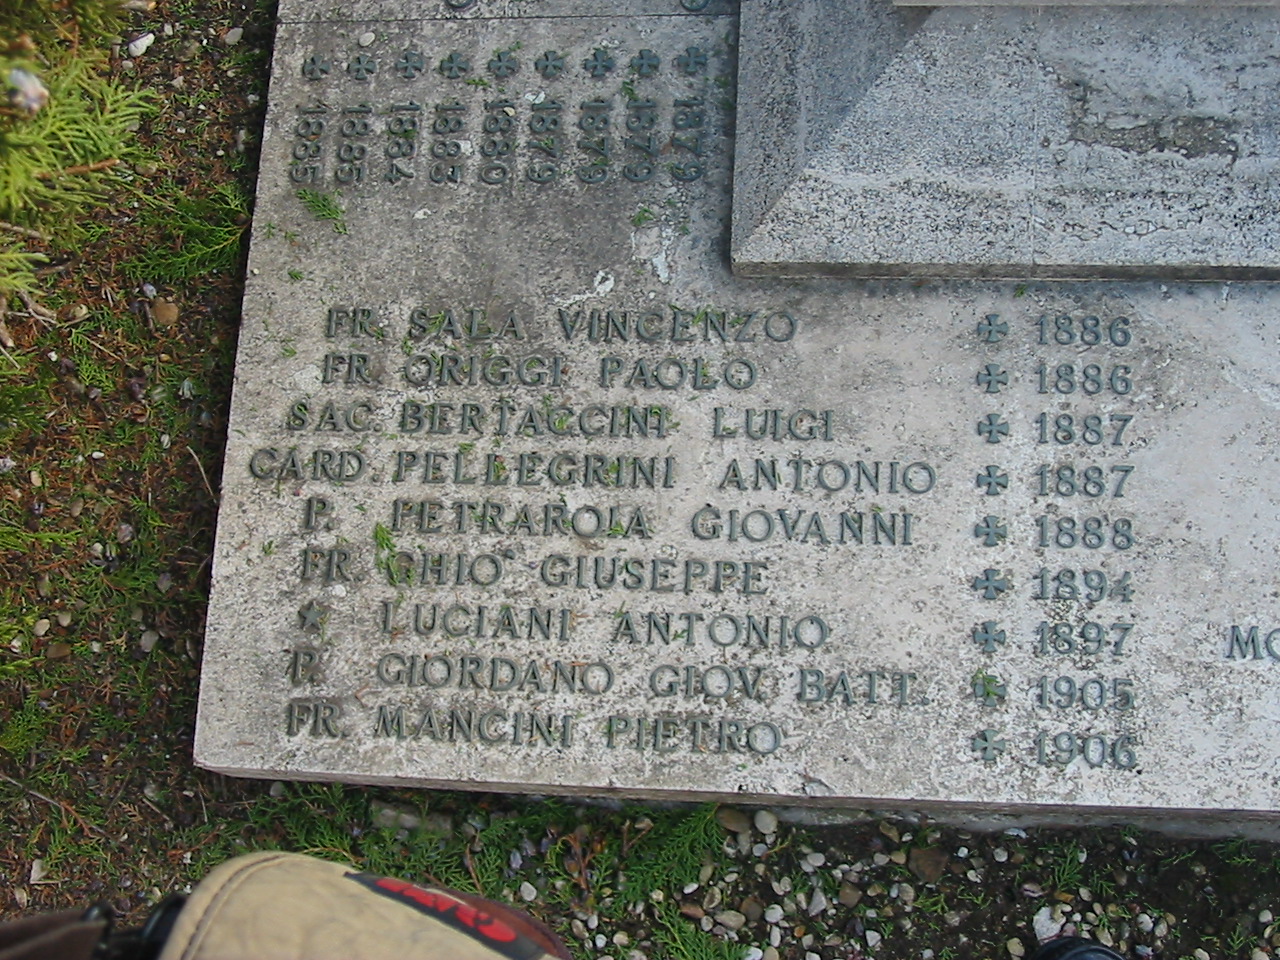 ✠ 1885
✠ 1885
✠ 1884
✠ 1883
✠ 1880
✠ 1879
✠ 1879
✠ 1879
✠ 1879
FR. SALA VINCENZO ✠ 1886
FR. ORIGGI PAOLO ✠ 1886
SAC. BERTACCINI LUIGI ✠ 1887
CARD. PELLEGRINI ANTONIO ✠ 1887
P. PETRAROIA GIOVANNI ✠ 1888
FR. GHIO GIUSEPPE ✠ 1894
★ LUCIANI ANTONIO ✠ 1897
P. GIORDANO GIOV. BATT. ✠ 1905
FR. MANCINI PIETRO ✠ 1906